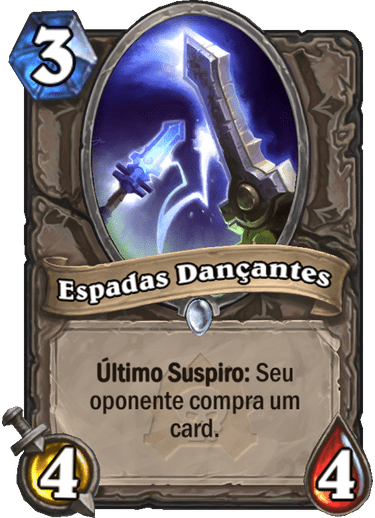 3
Espadas Dançantes
Último Suspiro: Seu
oponente compra um
card.
4 4